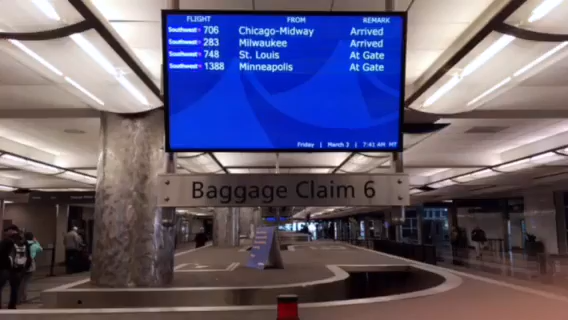 FLIGHT FROM REMARK
Southwest 706 Chicago-Midway Arrived
Southwest 283 Milwaukee Arrived
Southwest 748 St. Louis At Gate
Southwest 1388 Minneapolis At Gate
Friday | March 3 | 7:41 AM MT
Baggage Claim 6